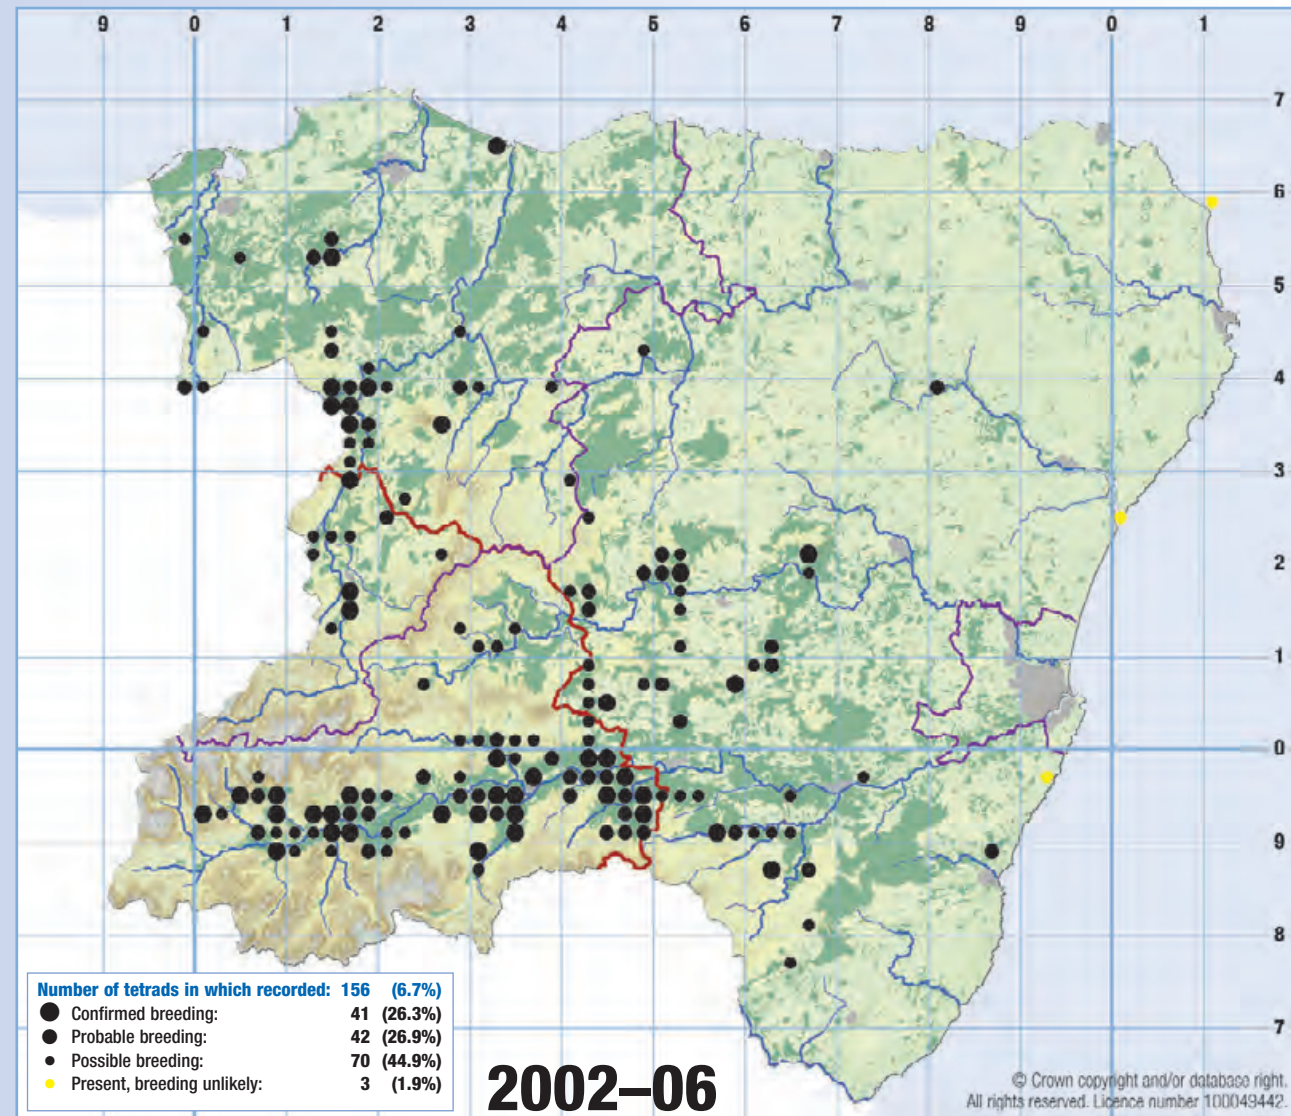 9 0 1 2 3 4 5 6 7 8 9 0 1
7
6
5
4
3
2
1
0
9
8
7
Number of tetrads in which recorded: 156 (6.7%)
Confirmed breeding: 41 (26.3%)
Probable breeding: 42 (26.9%)
Possible breeding: 70 (44.9%)
Present, breeding unlikely: 3 (1.9%)
2002–06
© Crown copyright and/or database right.
All rights reserved. Licence number 100049442.